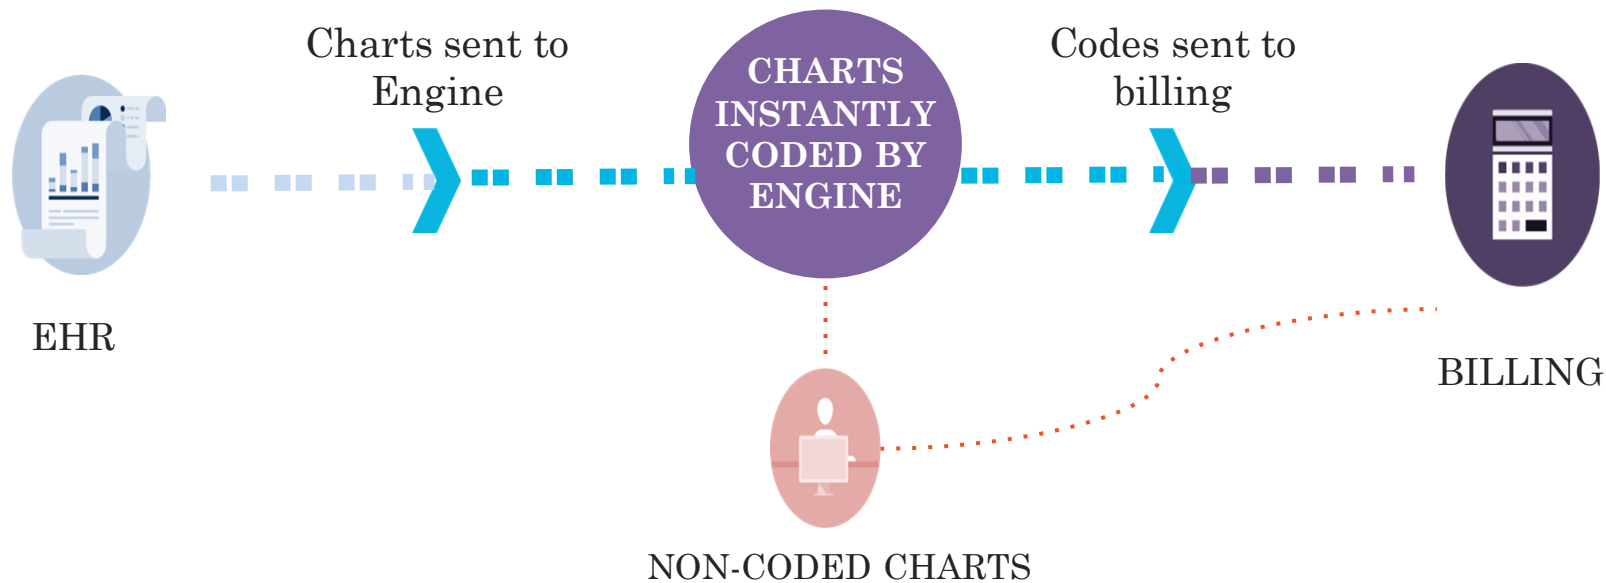 Charts sent to
Engine
CHARTS
INSTANTLY
CODED BY
ENGINE
Codes sent to
billing
EHR
BILLING
NON-CODED CHARTS